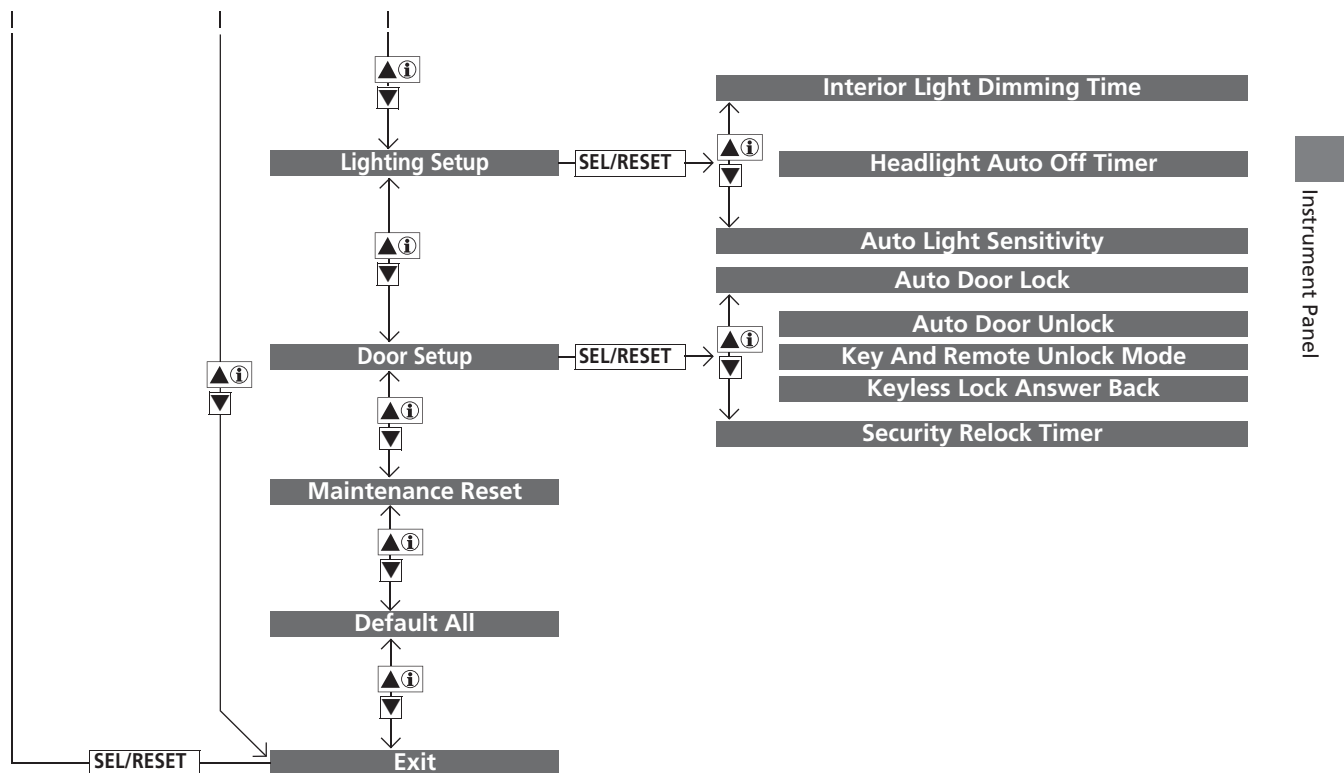 Interior Light Dimming Time
Lighting Setup
SEL/RESET
Headlight Auto Off Timer
Auto Light Sensitivity
Auto Door Lock
Auto Door Unlock
Door Setup
SEL/RESET
Key And Remote Unlock Mode
Keyless Lock Answer Back
Security Relock Timer
Maintenance Reset
Default All
SEL/RESET
Exit
Instrument Panel